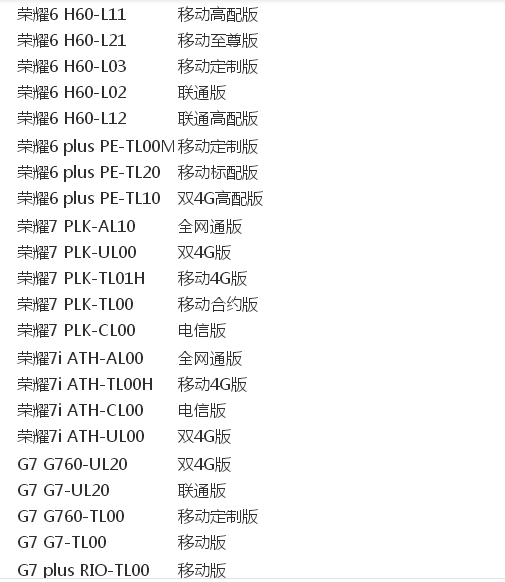 荣耀6 H60-L11 移动高配版
荣耀6 H60-L21 移动至尊版
荣耀6 H60-L03 移动定制版
荣耀6 H60-L02 联通版
荣耀6 H60-L12 联通高配版
荣耀6 plus PE-TL00M 移动定制版
荣耀6 plus PE-TL20 移动标配版
荣耀6 plus PE-TL10 双4G高配版
荣耀7 PLK-AL10 全网通版
荣耀7 PLK-UL00 双4G版
荣耀7 PLK-TL01H 移动4G版
荣耀7 PLK-TL00 移动合约版
荣耀7 PLK-CL00 电信版
荣耀7i ATH-AL00 全网通版
荣耀7i ATH-TL00H 移动4G版
荣耀7i ATH-CL00 电信版
荣耀7i ATH-UL00 双4G版
G7 G760-UL20 双4G版
G7 G7-UL20 联通版
G7 G760-TL00 移动定制版
G7 G7-TL00 移动版
G7 plus RIO-TL00 移动版